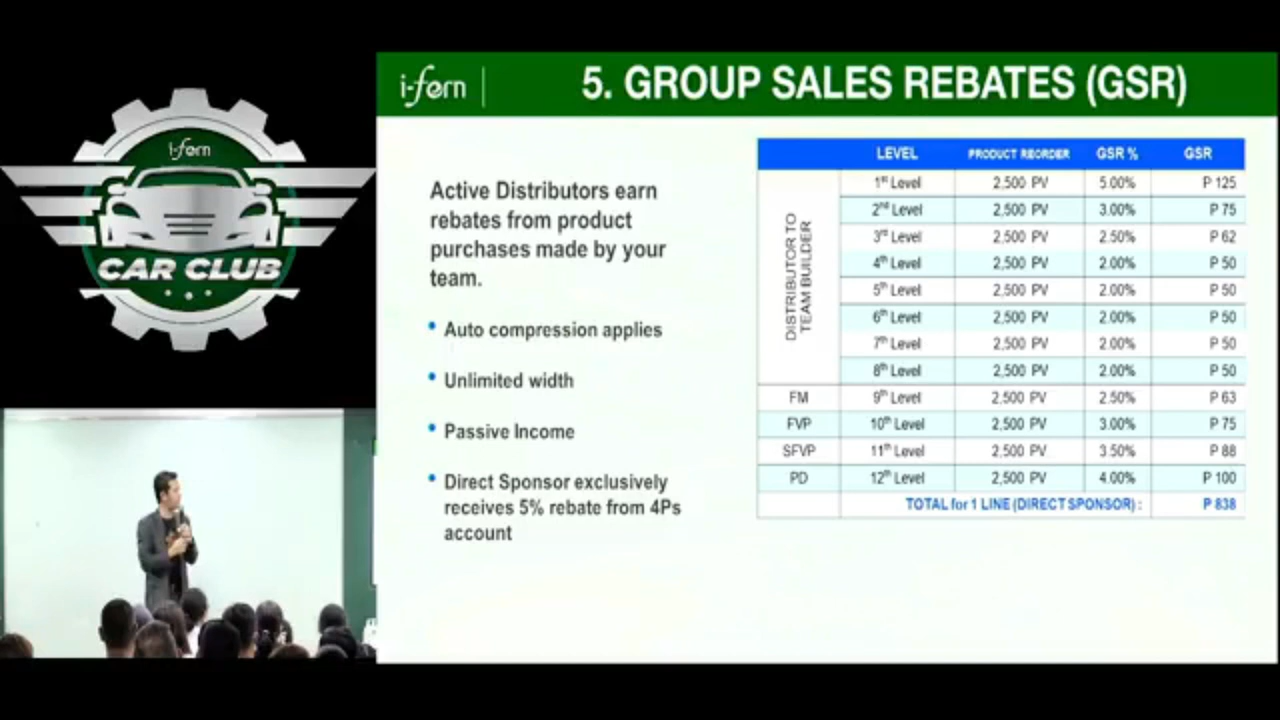 i-fern
CAR CLUB
i-fern
5. GROUP SALES REBATES (GSR)
Active Distributors earn
rebates from product
purchases made by your
team.
• Auto compression applies
• Unlimited width
• Passive Income
• Direct Sponsor exclusively
receives 5% rebate from 4Ps
account
LEVEL PRODUCT REORDER GSR % GSR
DISTRIBUTOR TO
TEAM BUILDER
1st Level 2,500 PV 5.00% P 125
2nd Level 2,500 PV 3.00% P 75
3rd Level 2,500 PV 2.50% P 62
4th Level 2,500 PV 2.00% P 50
5th Level 2,500 PV 2.00% P 50
6th Level 2,500 PV 2.00% P 50
7th Level 2,500 PV 2.00% P 50
8th Level 2,500 PV 2.00% P 50
FM 9th Level 2,500 PV 2.50% P 63
FVP 10th Level 2,500 PV 3.00% P 75
SFVP 11th Level 2,500 PV 3.50% P 88
PD 12th Level 2,500 PV 4.00% P 100
TOTAL for 1 LINE (DIRECT SPONSOR) : P 838